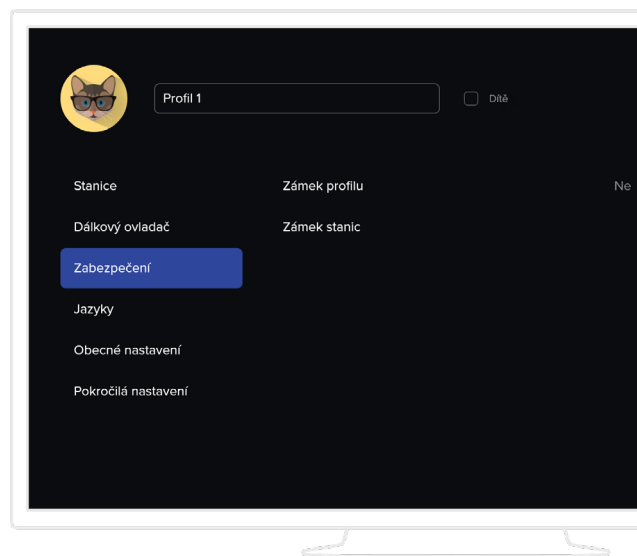 Profil 1 Dítě
Stanice Zámek profilu Ne
Dálkový ovladač Zámek stanic
Zabezpečení
Jazyky
Obecné nastavení
Pokročilá nastavení